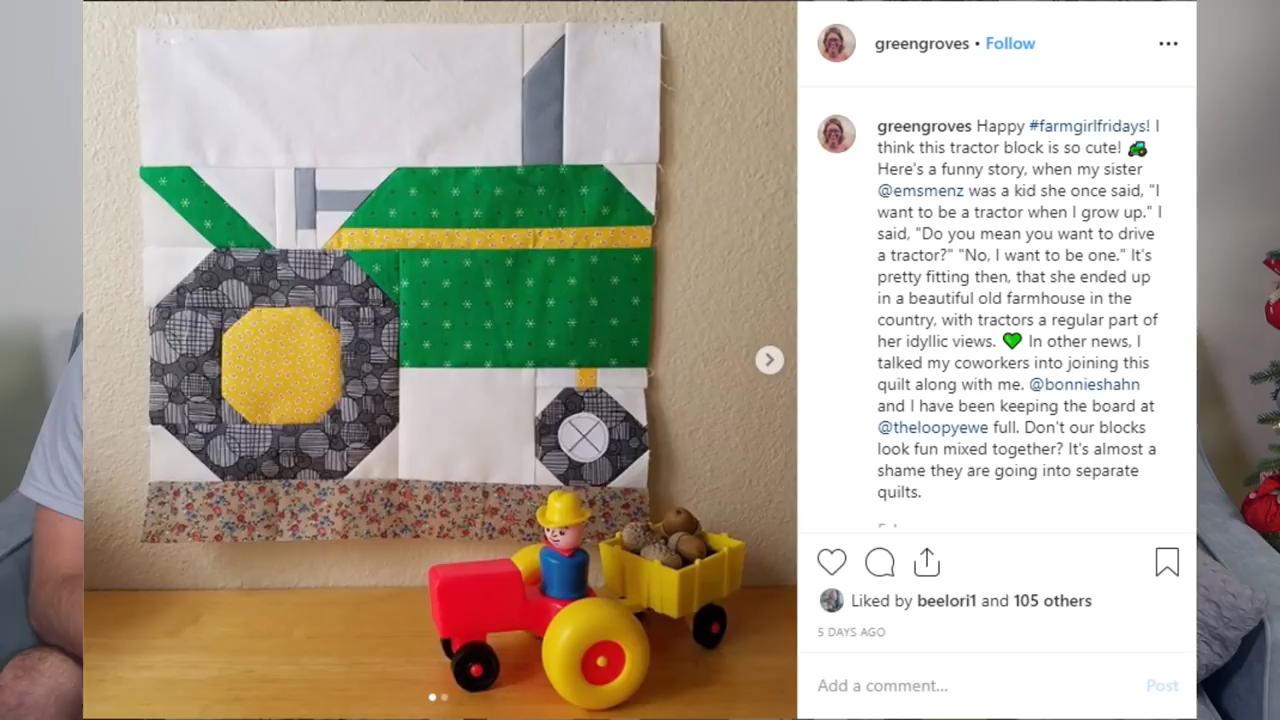 greengroves • Follow
greengroves Happy #farmgirlfridays! I
think this tractor block is so cute! 🚜
Here's a funny story, when my sister
@emsmenz was a kid she once said, "I
want to be a tractor when I grow up." I
said, "Do you mean you want to drive
a tractor?" "No, I want to be one." It's
pretty fitting then, that she ended up
in a beautiful old farmhouse in the
country, with tractors a regular part of
her idyllic views. 💚 In other news, I
talked my coworkers into joining this
quilt along with me. @bonnieshahn
and I have been keeping the board at
@theloopyewe full. Don't our blocks
look fun mixed together? It's almost a
shame they are going into separate
quilts.
Liked by beelori1 and 105 others
5 DAYS AGO
Add a comment... Post